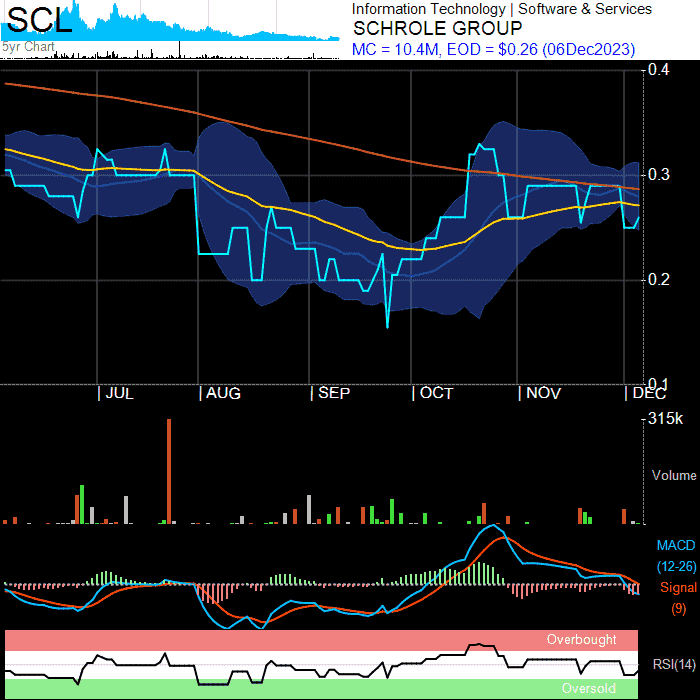 SCL
5yr Chart
Information Technology | Software & Services
SCHROLE GROUP
MC = 10.4M, EOD = $0.26 (06Dec2023)
0.4
0.3
0.2
0.1
| JUL
| AUG
| SEP
| OCT
| NOV
| DEC
315k
Volume
MACD
(12-26)
Signal
(9)
Overbought
RSI(14)
Oversold